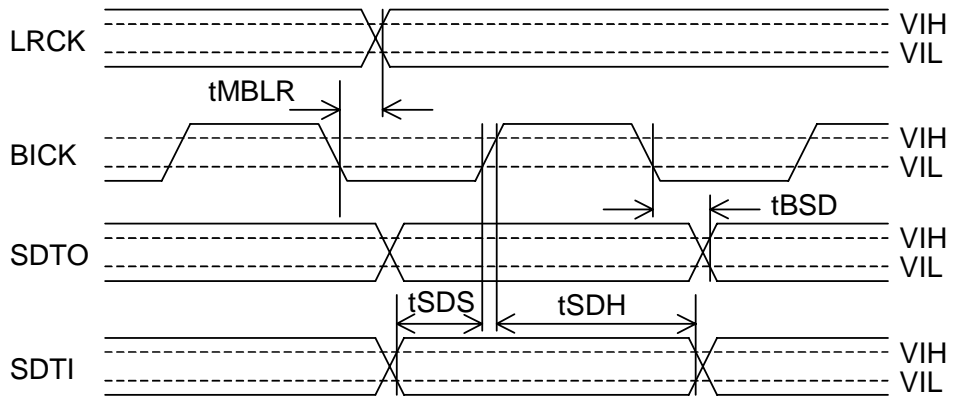 LRCK
VIH
VIL
tMBLR
BICK
VIH
VIL
tBSD
SDTO
VIH
VIL
tSDS
tSDH
SDTI
VIH
VIL